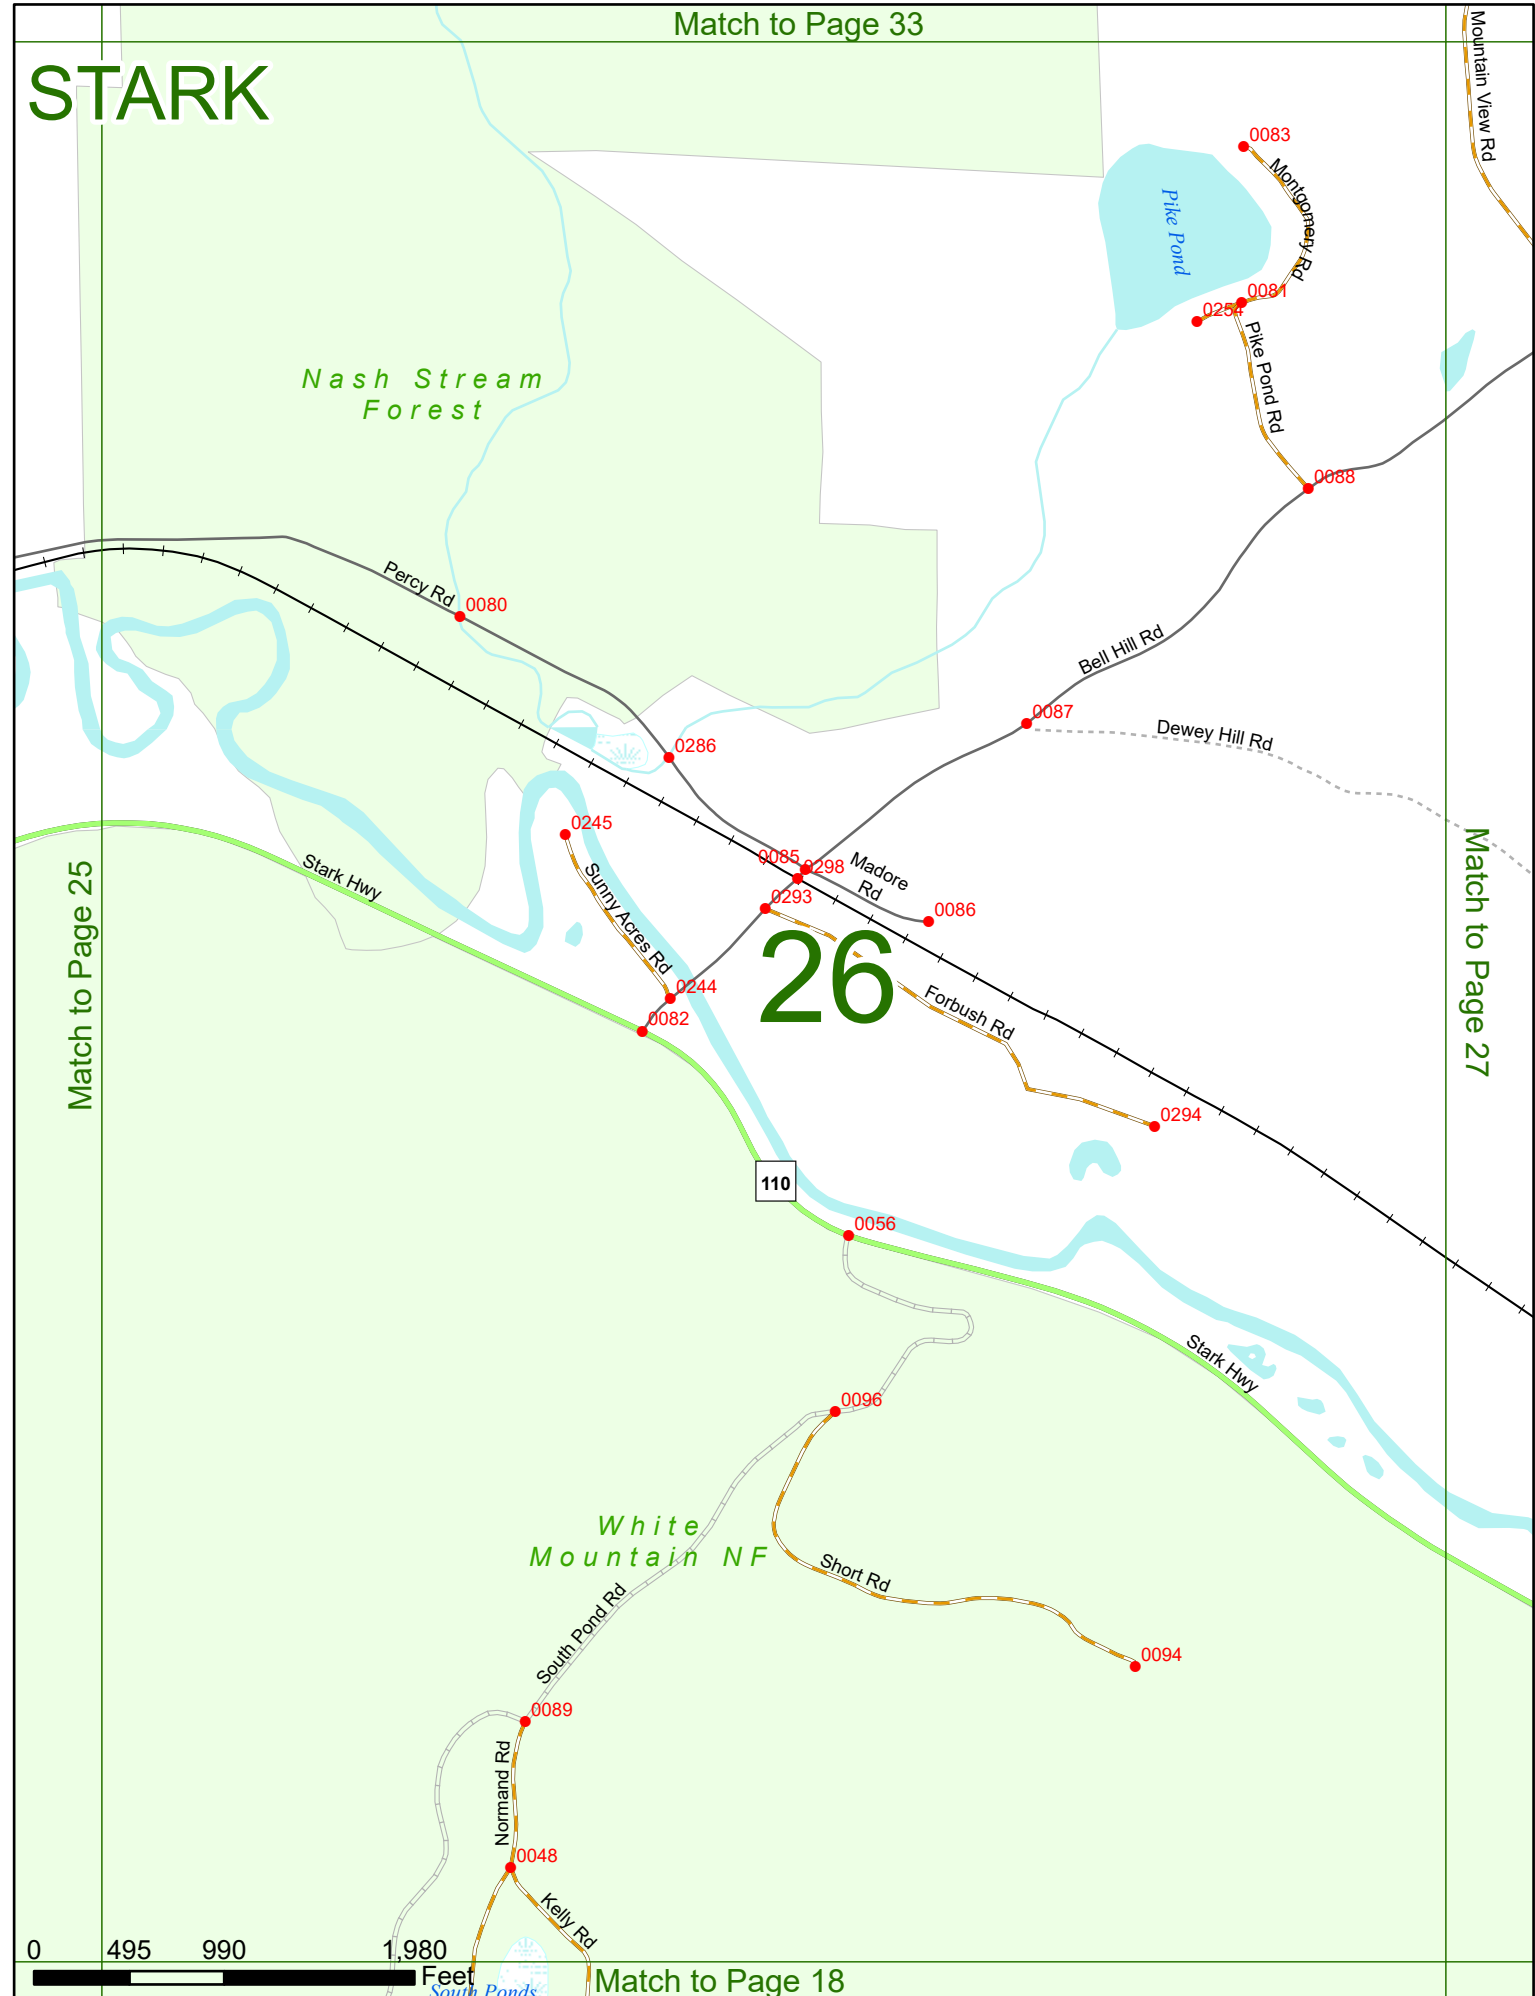 Match to Page 33
STARK
Mountain View Rd
0083
Montgomery Rd
Pike Pond
0081
0254
Pike Pond Rd
Nash Stream
Forest
0088
Percy Rd
0080
Bell Hill Rd
0087
Dewey Hill Rd
0286
0245
Stark Hwy
Sunny Acres Rd
0085
0298
Madore
Rd
0293
0086
Match to Page 25
Match to Page 27
26
0244
0082
Forbush Rd
0294
110
0056
Stark Hwy
0096
White
Mountain NF
Short Rd
South Pond Rd
0094
0089
Normand Rd
0048
Kelly Rd
0 495 990 1,980
Feet
South Ponds
Match to Page 18